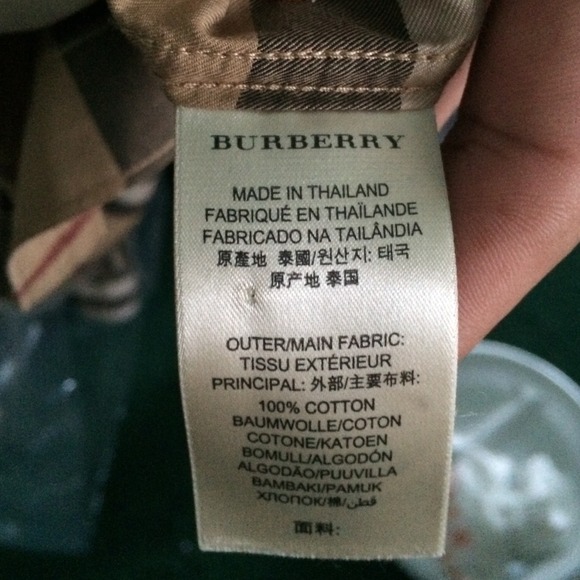 BURBERRY
MADE IN THAILAND
FABRIQUÉ EN THAÏLANDE
FABRICADO NA TAILÂNDIA
原產地 泰國/원산지: 태국
原产地 泰国
OUTER/MAIN FABRIC:
TISSU EXTÉRIEUR
PRINCIPAL: 外部/主要布料:
100% COTTON
BAUMWOLLE/COTON
COTONE/KATOEN
BOMULL/ALGODÓN
ALGODÃO/PUUVILLA
BAMBAKI/PAMUK
ХЛОПОК/棉/قطن
面料: